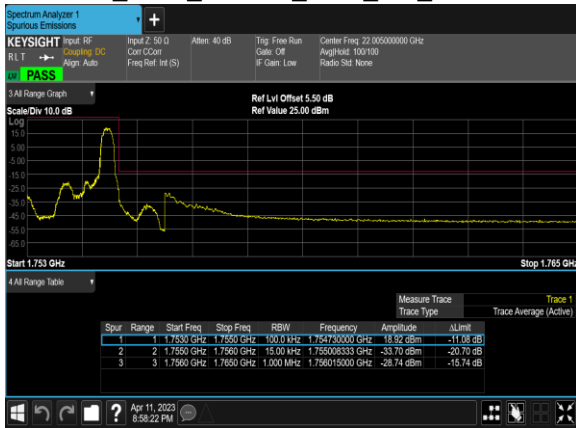 Spectrum Analyzer 1
Spurious Emissions
KEYSIGHT Input: RF
Coupling: DC
Align: Auto
RLT
PASS
Input Z: 50 Ω
Corr CCorr
Freq Ref: Int (S)
Atten: 40 dB
Trig: Free Run
Gate: Off
IF Gain: Low
Center Freq: 22.005000000 GHz
Avg|Hold: 100/100
Radio Std: None
3 All Range Graph
Scale/Div 10.0 dB
Ref Lvl Offset 5.50 dB
Ref Value 25.00 dBm
Log
15.0
5.00
-5.00
-15.0
-25.0
-35.0
-45.0
-55.0
-65.0
Start 1.753 GHz
Stop 1.765 GHz
4 All Range Table
Measure Trace Trace 1
Trace Type Trace Average (Active)
Spur Range Start Freq Stop Freq RBW Frequency Amplitude ΔLimit
1 1 1.7530 GHz 1.7550 GHz 100.0 kHz 1.754730000 GHz 18.92 dBm -11.08 dB
2 2 1.7550 GHz 1.7560 GHz 15.00 kHz 1.755008333 GHz -33.70 dBm -20.70 dB
3 3 1.7560 GHz 1.7650 GHz 1.000 MHz 1.756015000 GHz -28.74 dBm -15.74 dB
Apr 11, 2023
8:58:22 PM